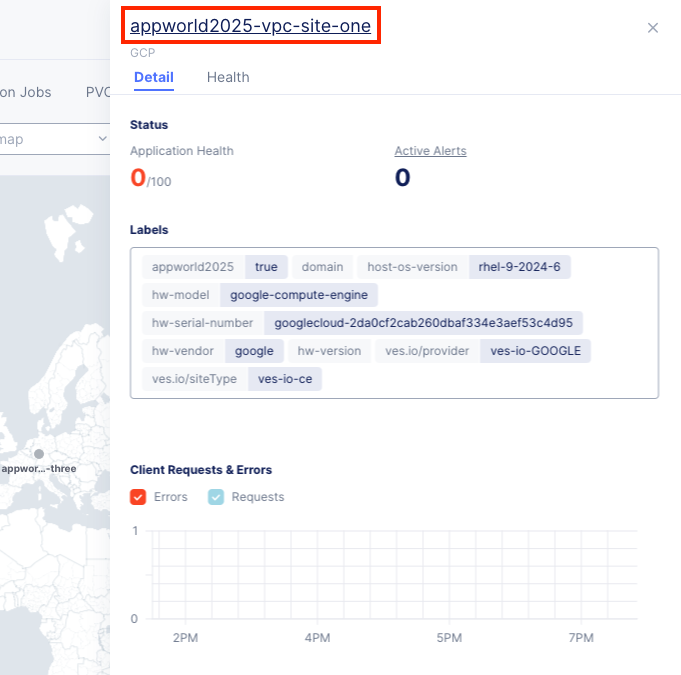 appworld2025-vpc-site-one
GCP
Detail Health
on Jobs PVC
map
Status
Application Health Active Alerts
0/100 0
Labels
appworld2025 true domain host-os-version rhel-9-2024-6
hw-model google-compute-engine
hw-serial-number googlecloud-2da0cf2cab260dbaf334e3aef53c4d95
hw-vendor google hw-version ves.io/provider ves-io-GOOGLE
ves.io/siteType ves-io-ce
appwor...-three
Client Requests & Errors
Errors Requests
1
0
2PM 4PM 5PM 7PM